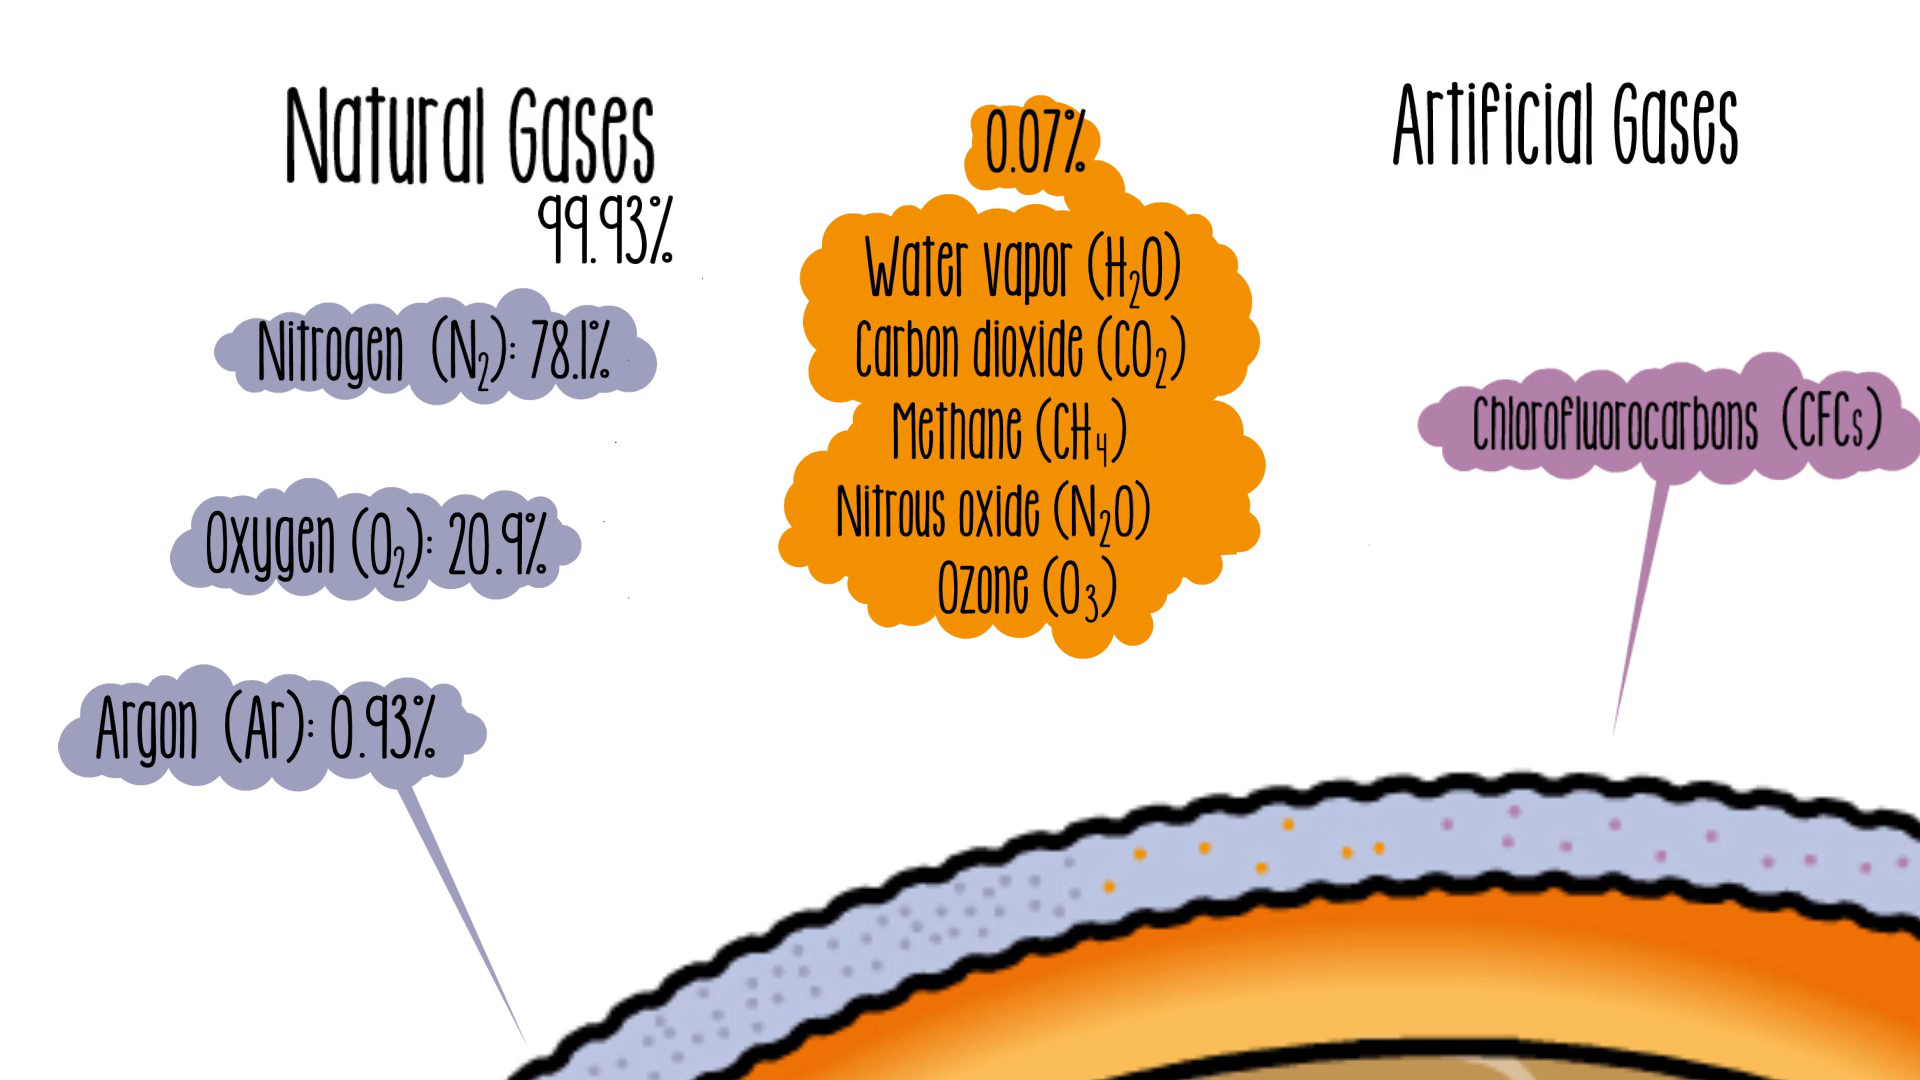 Natural Gases
99.93%
Nitrogen (N₂): 78.1%
Oxygen (O₂): 20.9%
Argon (Ar): 0.93%
0.07%
Water vapor (H₂O)
Carbon dioxide (CO₂)
Methane (CH₄)
Nitrous oxide (N₂O)
Ozone (O₃)
Artificial Gases
Chlorofluorocarbons (CFCs)